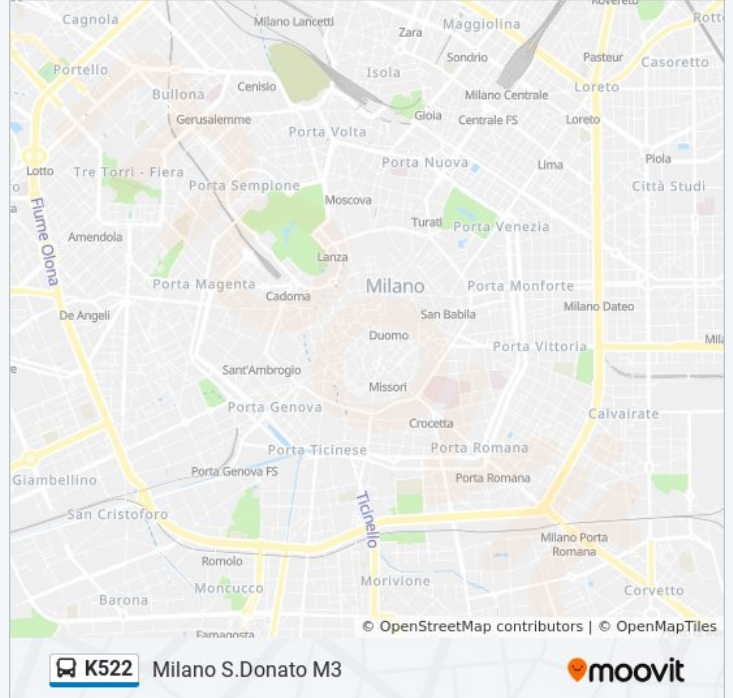 Rovereto
Cagnola
Milano Lancetti
Maggiolina
Rott
Zara
Portello
Sondrio
Pasteur
Casoretto
Isola
Bullona
Cenisio
Milano Centrale
Loreto
Gerusalemme
Gioia
Centrale FS
Loreto
Porta Volta
Lotto
Tre Torri - Fiera
Porta Nuova
Lima
Piola
Porta Sempione
Città Studi
o
Moscova
a
Turati
Porta Venezia
Fiume Olona
Amendola
Lanza
Porta Magenta
Cadorna
Milano
Porta Monforte
De Angeli
San Babila
Milano Dateo
Duomo
Porta Vittoria
Mila
e
Sant'Ambrogio
Missori
Porta Genova
Crocetta
Calvairate
Porta Ticinese
Porta Romana
Giambellino
Porta Genova FS
Porta Romana
San Cristoforo
Ticinello
Milano Porta
Romana
Romolo
Morivione
Moncucco
Corvetto
Barona
Famagosta
© OpenStreetMap contributors | © OpenMapTiles
K522 Milano S.Donato M3
moovit